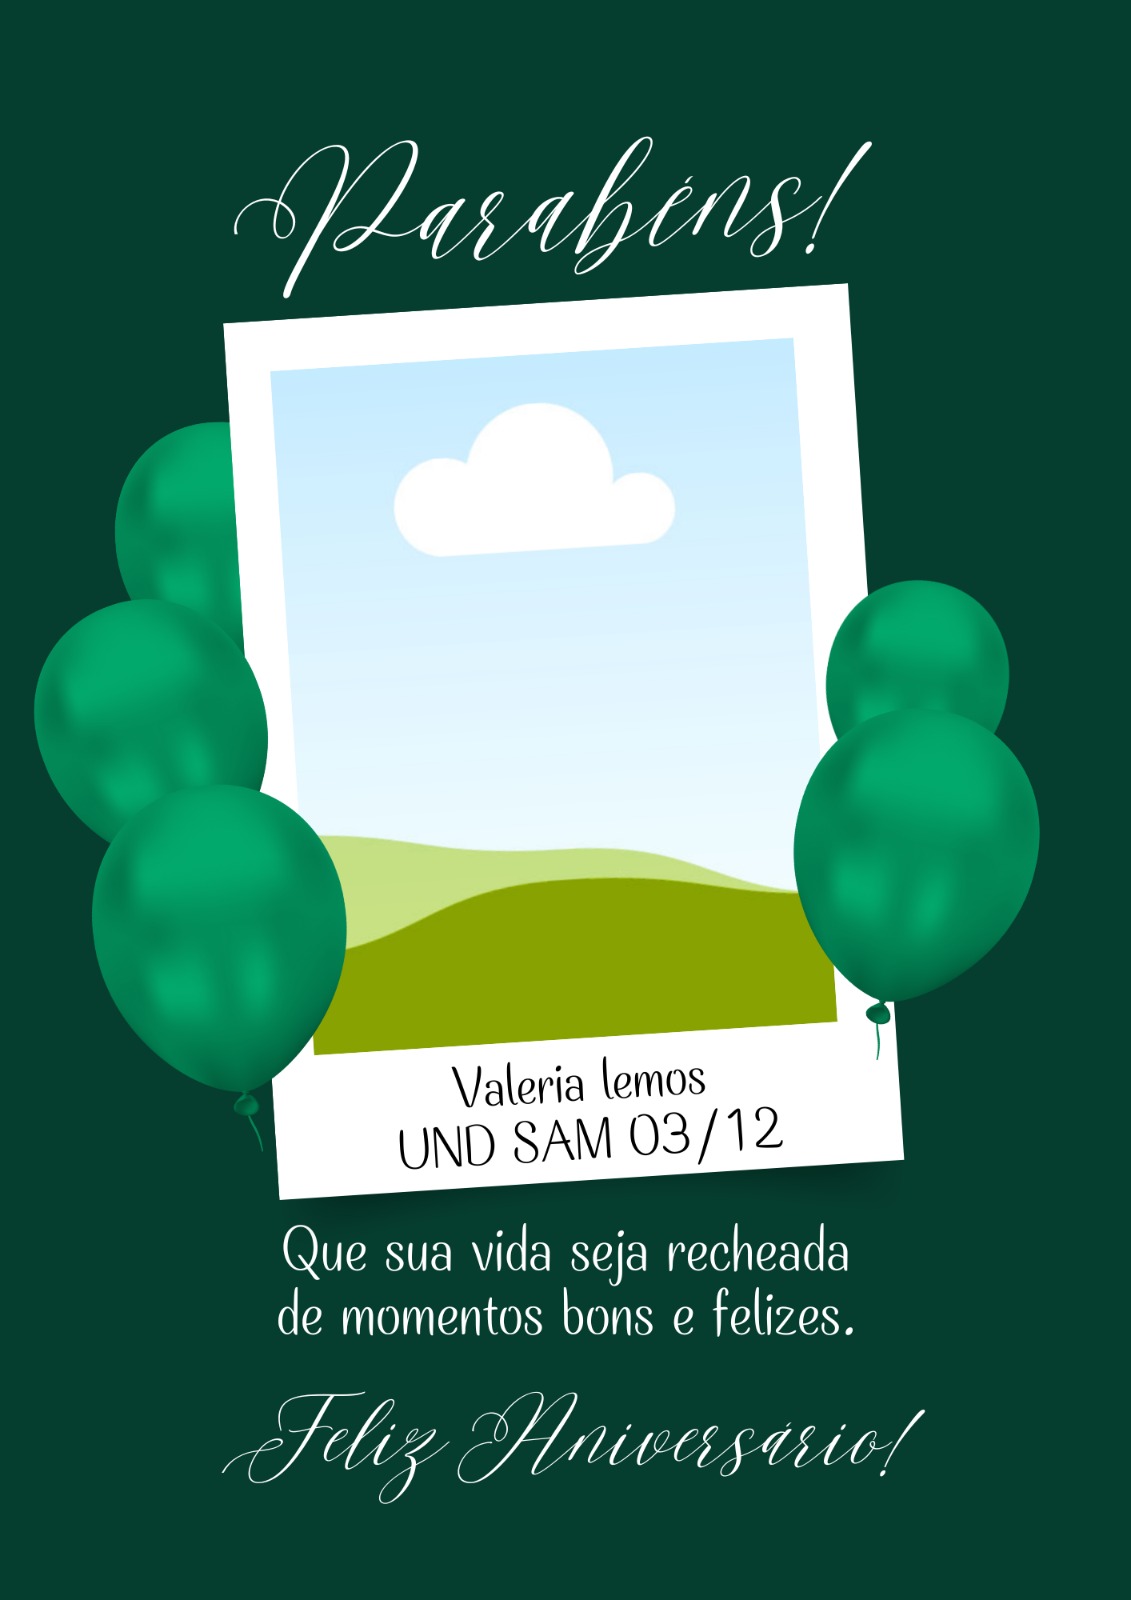 Parabéns!
Valeria lemos
UND SAM 03/12
Que sua vida seja recheada
de momentos bons e felizes.
Feliz Aniversário!